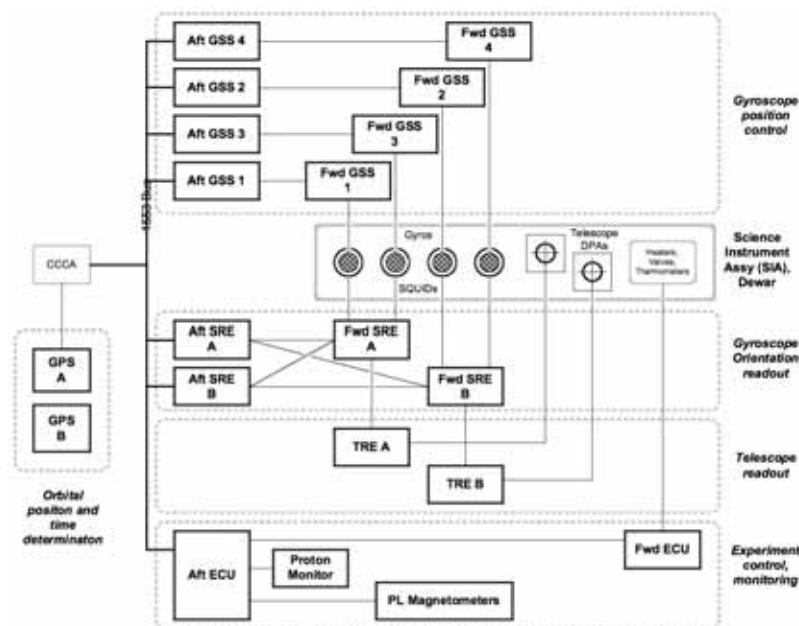 Aft GSS 4
Fwd GSS
4
Aft GSS 2
Fwd GSS
2
Aft GSS 3
Fwd GSS
3
Aft GSS 1
Fwd GSS
1
Gyroscope
position
control
1553 Bus
CCCA
Gyros
SQUIDs
Telescope
DPAs
Heaters,
Valves,
Thermometers
Science
Instrument
Assy (SIA),
Dewar
GPS
A
GPS
B
Orbital
positon and
time
determinaton
Aft SRE
A
Fwd SRE
A
Aft SRE
B
Fwd SRE
B
Gyroscope
Orientation
readout
TRE A
TRE B
Telescope
readout
Aft ECU
Proton
Monitor
PL Magnetometers
Fwd ECU
Experiment
control,
monitoring